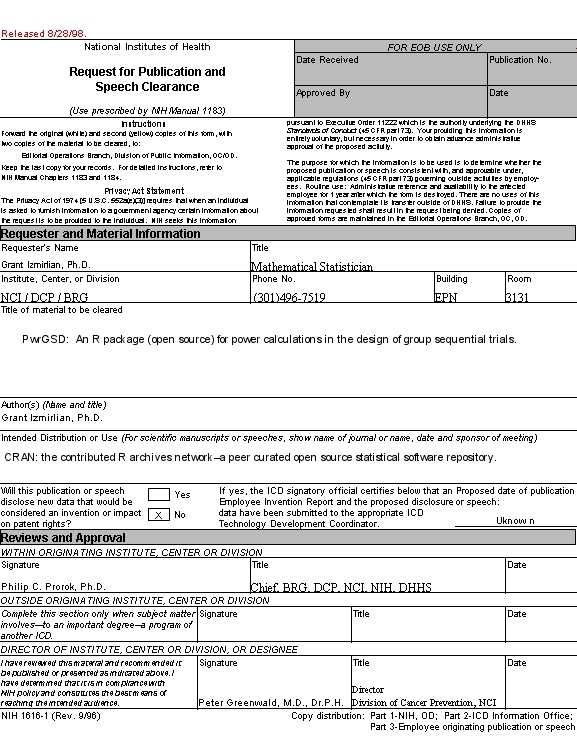 Released 8/28/98.
National Institutes of Health
Request for Publication and
Speech Clearance
(Use prescribed by NIH Manual 1183)
FOR EOB USE ONLY
Date Received
Publication No.
Approved By
Date
Instructions
Forward the original (white) and second (yellow) copies of this form, with
two copies of the material to be cleared, to:
Editorial Operations Branch, Division of Public Information, OC/OD.
Keep the last copy for your records. For detailed instructions, refer to
NIH Manual Chapters 1183 and 1184.
Privacy Act Statement
The Privacy Act of 1974 [5 U.S.C. 552a(e)(3)] requires that when an individual
is asked to furnish information to a government agency certain information about
the request is to be provided to the individual. NIH seeks this information
pursuant to Executive Order 11222 which is the authority underlying the DHHS
Standards of Conduct (45 CFR part 73). Your providing this information is
entirely voluntary, but necessary in order to obtain advance administrative
approval of the proposed activity.
The purpose for which the information is to be used is to determine whether the
proposed publication or speech is consistent with, and approvable under,
applicable regulations (45 CFR part 73) governing outside activities by employ-
ees. Routine use: Administrative reference and availability to the affected
employee for 1 year after which the form is destroyed. There are no uses of this
information that contemplate its transfer outside of DHHS. Failure to provide the
information requested shall result in the request being denied. Copies of
approved forms are maintained in the Editorial Operations Branch, OC, OD.
Requester and Material Information
Requester's Name
Title
Grant Izmirlian, Ph.D.
Mathematical Statistician
Institute, Center, or Division
Phone No.
Building
Room
NCI / DCP / BRG
(301)496-7519
EPN
3131
Title of material to be cleared
PwrGSD: An R package (open source) for power calculations in the design of group sequential trials.
Author(s) (Name and title)
Grant Izmirlian, Ph.D.
Intended Distribution or Use (For scientific manuscripts or speeches, show name of journal or name, date and sponsor of meeting)
CRAN: the contributed R archives network--a peer curated open source statistical software repository.
Will this publication or speech
disclose new data that would be
considered an invention or impact
on patent rights?
Yes
X No
If yes, the ICD signatory official certifies below that an
Employee Invention Report and the proposed disclosure or
data have been submitted to the appropriate ICD
Technology Development Coordinator.
Proposed date of publication
speech:
Uknown
Reviews and Approval
WITHIN ORIGINATING INSTITUTE, CENTER OR DIVISION
Signature
Title
Date
Philip C. Prorok, Ph.D.
Chief, BRG, DCP, NCI, NIH, DHHS
OUTSIDE ORIGINATING INSTITUTE, CENTER OR DIVISION
Complete this section only when subject matter
involves—to an important degree—a program of
another ICD.
Signature
Title
Date
DIRECTOR OF INSTITUTE, CENTER OR DIVISION, OR DESIGNEE
I have reviewed this material and recommend it
be published or presented as indicated above. I
have determined that it is in compliance with
NIH policy and constitutes the best means of
reaching the intended audience.
Signature
Title
Date
Peter Greenwald, M.D., Dr.P.H.
Director
Division of Cancer Prevention, NCI
NIH 1616-1 (Rev. 9/96)
Copy distribution: Part 1-NIH, OD; Part 2-ICD Information Office;
Part 3-Employee originating publication or speech